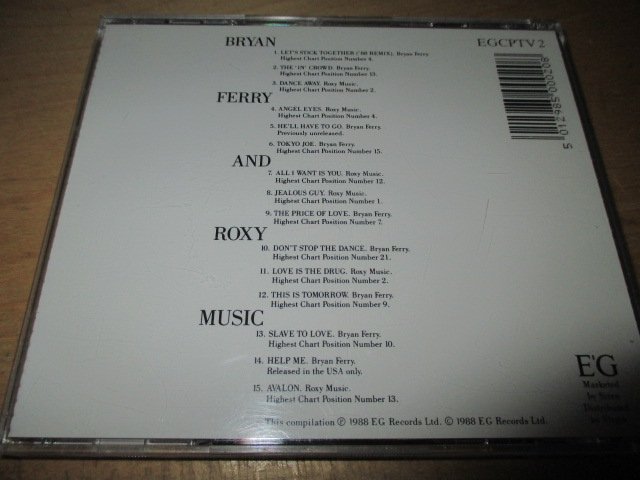 BRYAN
1. LET'S STICK TOGETHER ('88 REMIX). Bryan Ferry
Highest Chart Position Number 4.
2. THE 'IN' CROWD. Bryan Ferry.
Highest Chart Position Number 13.
3. DANCE AWAY. Roxy Music.
Highest Chart Position Number 2.
FERRY
4. ANGEL EYES. Roxy Music.
Highest Chart Position Number 4.
5. HE'LL HAVE TO GO. Bryan Ferry.
Previously unreleased.
6. TOKYO JOE. Bryan Ferry.
Highest Chart Position Number 15.
AND
7. ALL I WANT IS YOU. Roxy Music.
Highest Chart Position Number 12.
8. JEALOUS GUY. Roxy Music.
Highest Chart Position Number 1.
9. THE PRICE OF LOVE. Bryan Ferry.
Highest Chart Position Number 7.
ROXY
10. DON'T STOP THE DANCE. Bryan Ferry.
Highest Chart Position Number 21.
11. LOVE IS THE DRUG. Roxy Music.
Highest Chart Position Number 2.
12. THIS IS TOMORROW. Bryan Ferry.
Highest Chart Position Number 9.
MUSIC
13. SLAVE TO LOVE. Bryan Ferry.
Highest Chart Position Number 10.
14. HELP ME. Bryan Ferry.
Released in the USA only.
15. AVALON. Roxy Music.
Highest Chart Position Number 13.
This compilation ℗ 1988 E.G. Records Ltd. © 1988 E.G. Records Ltd.
EGCPTV 2
5 012985 000208
E'G
Marketed
by
Distributed
by